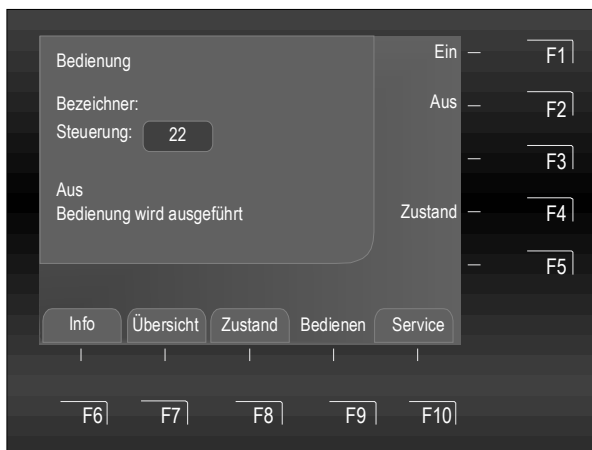 Bedienung
Bezeichner:
Steuerung: 22
Aus
Bedienung wird ausgeführt
Ein – F1
Aus – F2
– F3
Zustand – F4
– F5
Info Übersicht Zustand Bedienen Service
F6 F7 F8 F9 F10